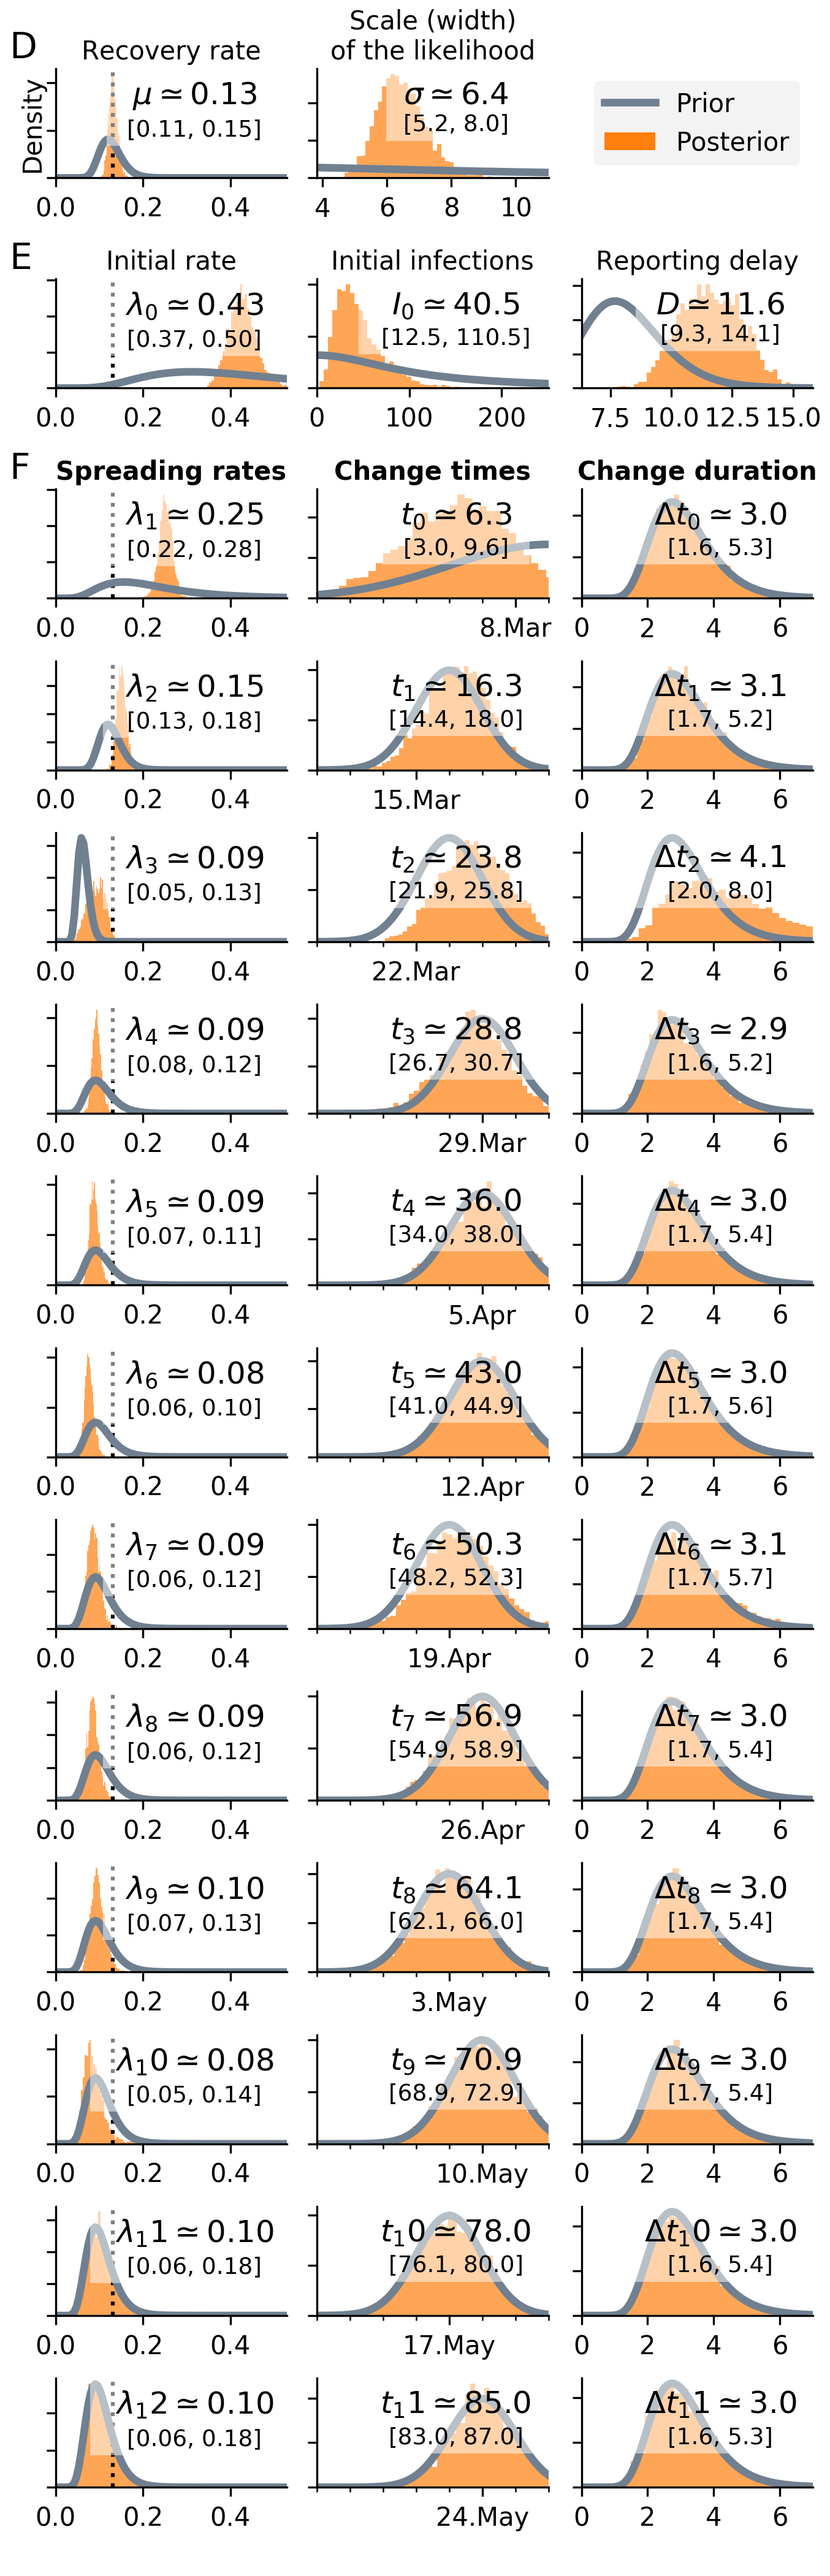 D
Recovery rate
Scale (width)
of the likelihood
Density
μ ≃ 0.13
[0.11, 0.15]
0.0 0.2 0.4
σ ≃ 6.4
[5.2, 8.0]
4 6 8 10
Prior
Posterior
E
Initial rate
Initial infections
Reporting delay
λ₀ ≃ 0.43
[0.37, 0.50]
0.0 0.2 0.4
I₀ ≃ 40.5
[12.5, 110.5]
0 100 200
D ≃ 11.6
[9.3, 14.1]
7.5 10.0 12.5 15.0
F
Spreading rates
Change times
Change duration
λ₁ ≃ 0.25
[0.22, 0.28]
0.0 0.2 0.4
t₀ ≃ 6.3
[3.0, 9.6]
8.Mar
Δt₀ ≃ 3.0
[1.6, 5.3]
0 2 4 6
λ₂ ≃ 0.15
[0.13, 0.18]
0.0 0.2 0.4
t₁ ≃ 16.3
[14.4, 18.0]
15.Mar
Δt₁ ≃ 3.1
[1.7, 5.2]
0 2 4 6
λ₃ ≃ 0.09
[0.05, 0.13]
0.0 0.2 0.4
t₂ ≃ 23.8
[21.9, 25.8]
22.Mar
Δt₂ ≃ 4.1
[2.0, 8.0]
0 2 4 6
λ₄ ≃ 0.09
[0.08, 0.12]
0.0 0.2 0.4
t₃ ≃ 28.8
[26.7, 30.7]
29.Mar
Δt₃ ≃ 2.9
[1.6, 5.2]
0 2 4 6
λ₅ ≃ 0.09
[0.07, 0.11]
0.0 0.2 0.4
t₄ ≃ 36.0
[34.0, 38.0]
5.Apr
Δt₄ ≃ 3.0
[1.7, 5.4]
0 2 4 6
λ₆ ≃ 0.08
[0.06, 0.10]
0.0 0.2 0.4
t₅ ≃ 43.0
[41.0, 44.9]
12.Apr
Δt₅ ≃ 3.0
[1.7, 5.6]
0 2 4 6
λ₇ ≃ 0.09
[0.06, 0.12]
0.0 0.2 0.4
t₆ ≃ 50.3
[48.2, 52.3]
19.Apr
Δt₆ ≃ 3.1
[1.7, 5.7]
0 2 4 6
λ₈ ≃ 0.09
[0.06, 0.12]
0.0 0.2 0.4
t₇ ≃ 56.9
[54.9, 58.9]
26.Apr
Δt₇ ≃ 3.0
[1.7, 5.4]
0 2 4 6
λ₉ ≃ 0.10
[0.07, 0.13]
0.0 0.2 0.4
t₈ ≃ 64.1
[62.1, 66.0]
3.May
Δt₈ ≃ 3.0
[1.7, 5.4]
0 2 4 6
λ₁0 ≃ 0.08
[0.05, 0.14]
0.0 0.2 0.4
t₉ ≃ 70.9
[68.9, 72.9]
10.May
Δt₉ ≃ 3.0
[1.7, 5.4]
0 2 4 6
λ₁1 ≃ 0.10
[0.06, 0.18]
0.0 0.2 0.4
t₁0 ≃ 78.0
[76.1, 80.0]
17.May
Δt₁0 ≃ 3.0
[1.6, 5.4]
0 2 4 6
λ₁2 ≃ 0.10
[0.06, 0.18]
0.0 0.2 0.4
t₁1 ≃ 85.0
[83.0, 87.0]
24.May
Δt₁1 ≃ 3.0
[1.6, 5.3]
0 2 4 6